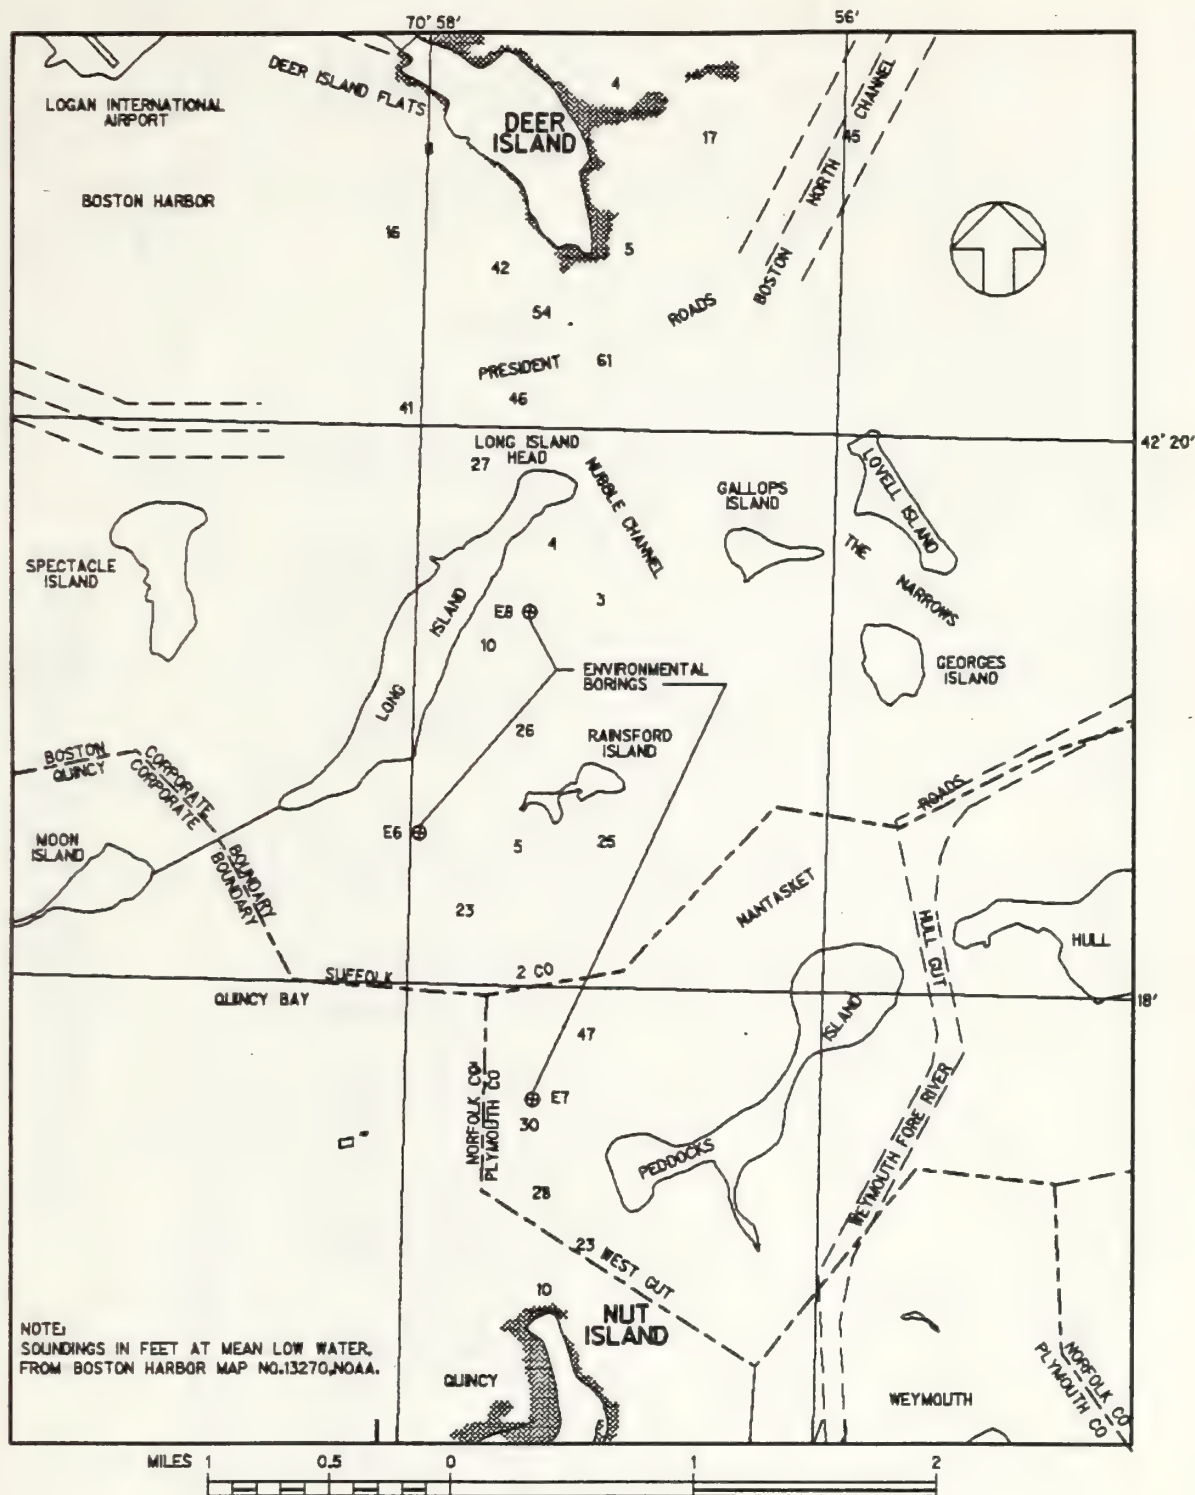 70° 58'
56'
DEER ISLAND FLATS
LOGAN INTERNATIONAL
AIRPORT
DEER
ISLAND
4
17
45
BOSTON NORTH CHANNEL
BOSTON HARBOR
16
42
5
54
PRESIDENT ROADS
61
46
41
42° 20'
LONG ISLAND
HEAD
27
NUBBLE CHANNEL
GALLOPS
ISLAND
LOVELL ISLAND
4
THE NARROWS
SPECTACLE
ISLAND
LONG ISLAND
E8
3
10
ENVIRONMENTAL
BORINGS
GEORGES
ISLAND
26
RAINSFORD
ISLAND
BOSTON
QUINCY
CORPORATE BOUNDARY
CORPORATE BOUNDARY
MOON
ISLAND
E6
5
25
NANTASKET ROADS
23
HULL GUT
HULL
SUFFOLK
2 CO
QUINCY BAY
18'
47
PEDDOCKS Island
NORFOLK CO
PLYMOUTH CO
E7
30
WEYMOUTH FORE RIVER
28
23
WEST GUT
10
NUT
ISLAND
NOTE:
SOUNDINGS IN FEET AT MEAN LOW WATER,
FROM BOSTON HARBOR MAP NO.13270,NOAA.
QUINCY
WEYMOUTH
NORFOLK CO
PLYMOUTH CO
MILES 1 0.5 0 1 2